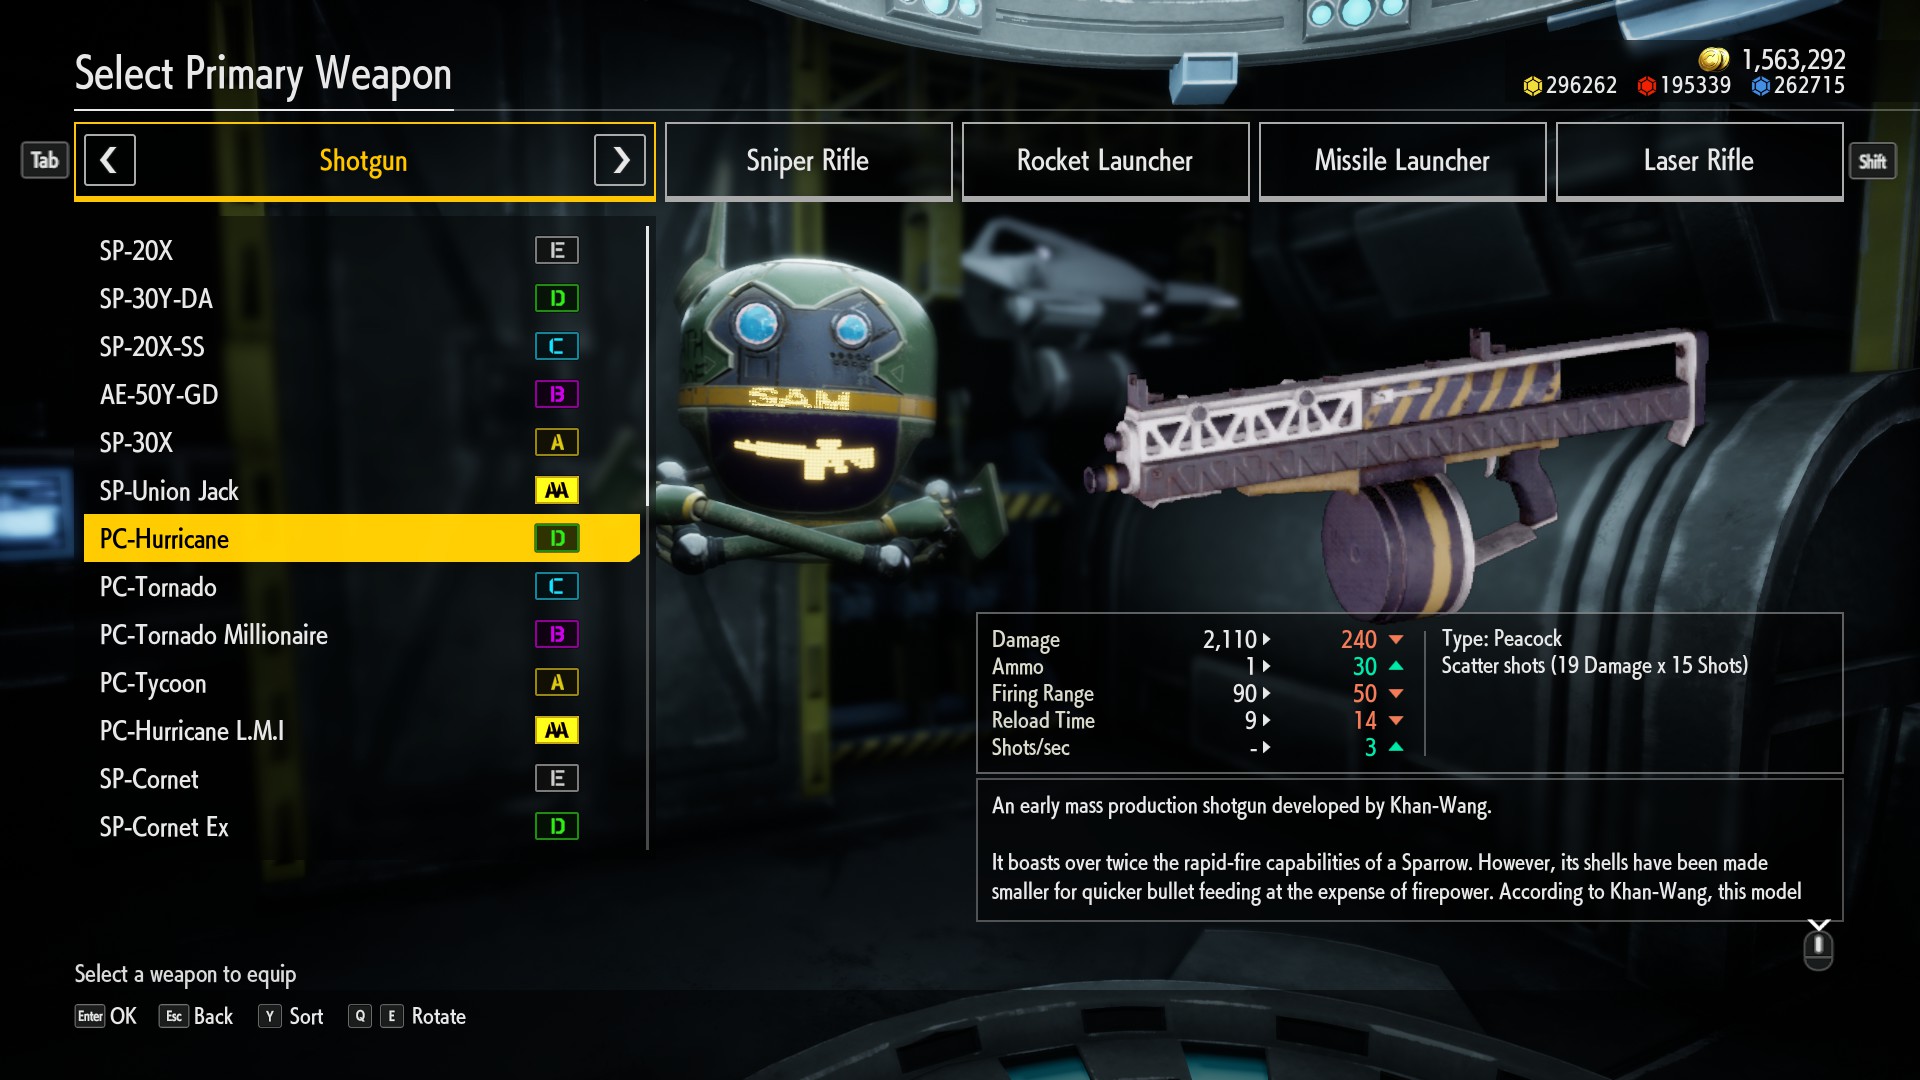 Select Primary Weapon
1,563,292
296262 195339 262715
Tab
Shotgun
Sniper Rifle
Rocket Launcher
Missile Launcher
Laser Rifle
Shift
SP-20X E
SP-30Y-DA D
SP-20X-SS C
AE-50Y-GD B
SP-30X A
SP-Union Jack AA
PC-Hurricane D
PC-Tornado C
PC-Tornado Millionaire B
PC-Tycoon A
PC-Hurricane L.M.I AA
SP-Cornet E
SP-Cornet Ex D
SAM
Damage 2,110 240
Ammo 1 30
Firing Range 90 50
Reload Time 9 14
Shots/sec - 3
Type: Peacock
Scatter shots (19 Damage x 15 Shots)
An early mass production shotgun developed by Khan-Wang.
It boasts over twice the rapid-fire capabilities of a Sparrow. However, its shells have been made
smaller for quicker bullet feeding at the expense of firepower. According to Khan-Wang, this model
Select a weapon to equip
Enter OK Esc Back Y Sort Q E Rotate